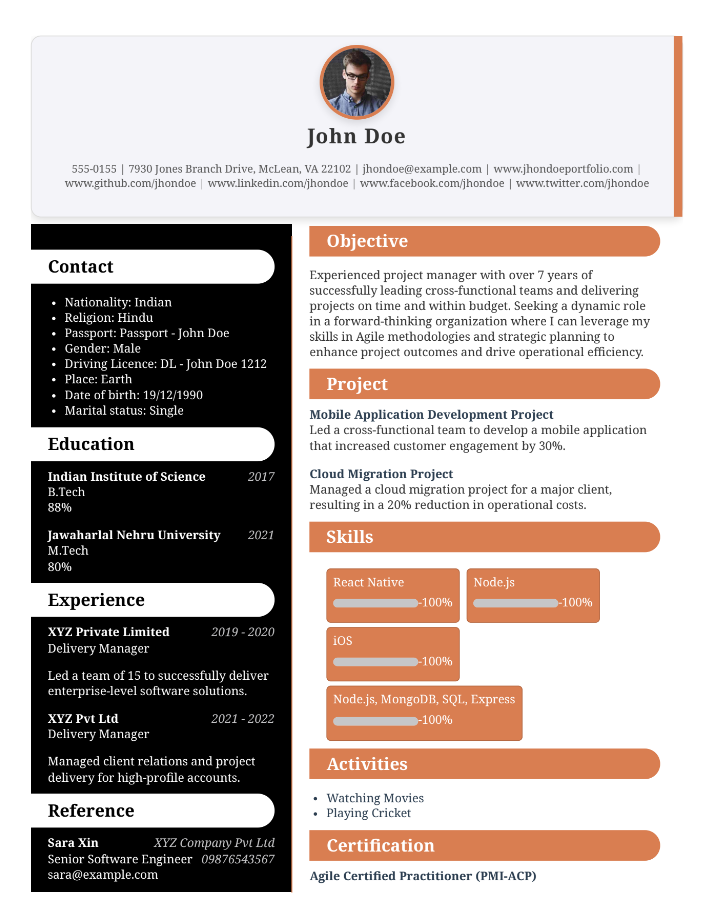 John Doe
555-0155 | 7930 Jones Branch Drive, McLean, VA 22102 | jhondoe@example.com | www.jhondoeportfolio.com |
www.github.com/jhondoe | www.linkedin.com/jhondoe | www.facebook.com/jhondoe | www.twitter.com/jhondoe
Contact
• Nationality: Indian
• Religion: Hindu
• Passport: Passport - John Doe
• Gender: Male
• Driving Licence: DL - John Doe 1212
• Place: Earth
• Date of birth: 19/12/1990
• Marital status: Single
Education
Indian Institute of Science 2017
B.Tech
88%
Jawaharlal Nehru University 2021
M.Tech
80%
Experience
XYZ Private Limited 2019 - 2020
Delivery Manager
Led a team of 15 to successfully deliver
enterprise-level software solutions.
XYZ Pvt Ltd 2021 - 2022
Delivery Manager
Managed client relations and project
delivery for high-profile accounts.
Reference
Sara Xin XYZ Company Pvt Ltd
Senior Software Engineer 09876543567
sara@example.com
Objective
Experienced project manager with over 7 years of
successfully leading cross-functional teams and delivering
projects on time and within budget. Seeking a dynamic role
in a forward-thinking organization where I can leverage my
skills in Agile methodologies and strategic planning to
enhance project outcomes and drive operational efficiency.
Project
Mobile Application Development Project
Led a cross-functional team to develop a mobile application
that increased customer engagement by 30%.
Cloud Migration Project
Managed a cloud migration project for a major client,
resulting in a 20% reduction in operational costs.
Skills
React Native
-100%
Node.js
-100%
iOS
-100%
Node.js, MongoDB, SQL, Express
-100%
Activities
• Watching Movies
• Playing Cricket
Certification
Agile Certified Practitioner (PMI-ACP)